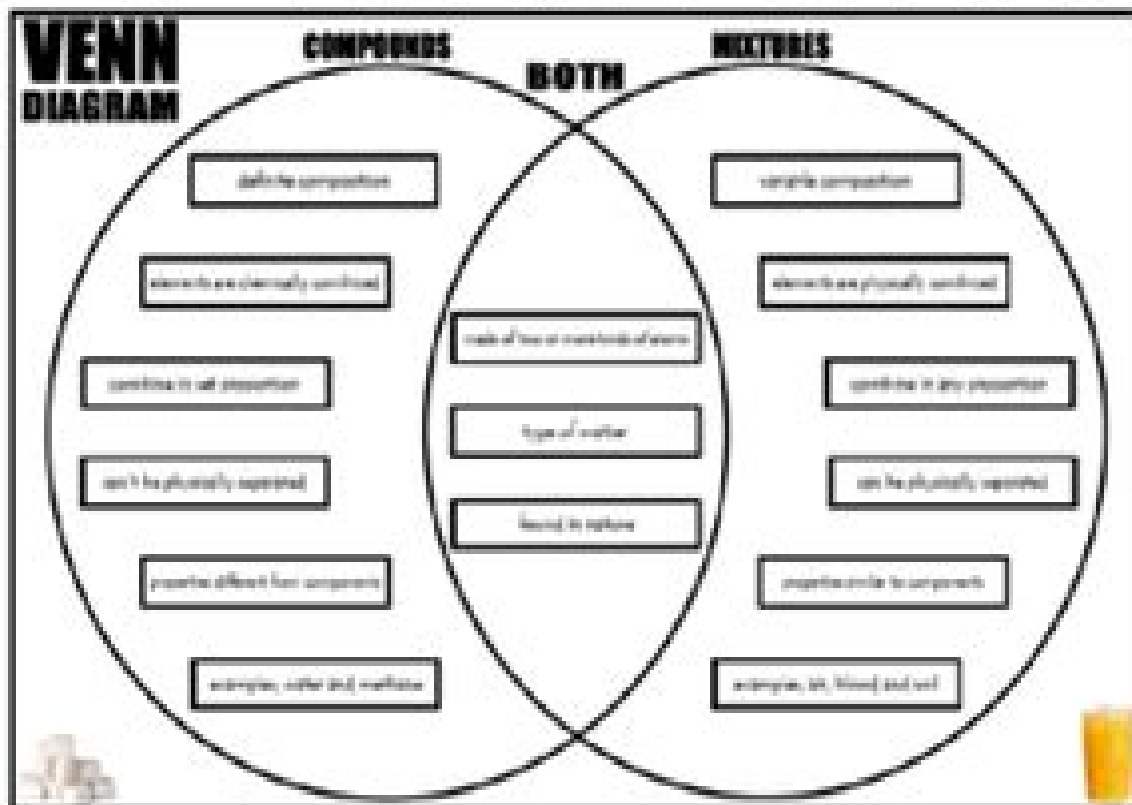 VENN
DIAGRAM
COMPOUNDS
BOTH
MIXTURES
definite composition
variable composition
elements are chemically combined
elements are physically combined
made of two or more kinds of atoms
combine in set proportion
combine in any proportion
type of matter
can't be physically separated
can be physically separated
found in nature
properties different from components
properties similar to components
examples, water and methane
examples, air, blood and soil